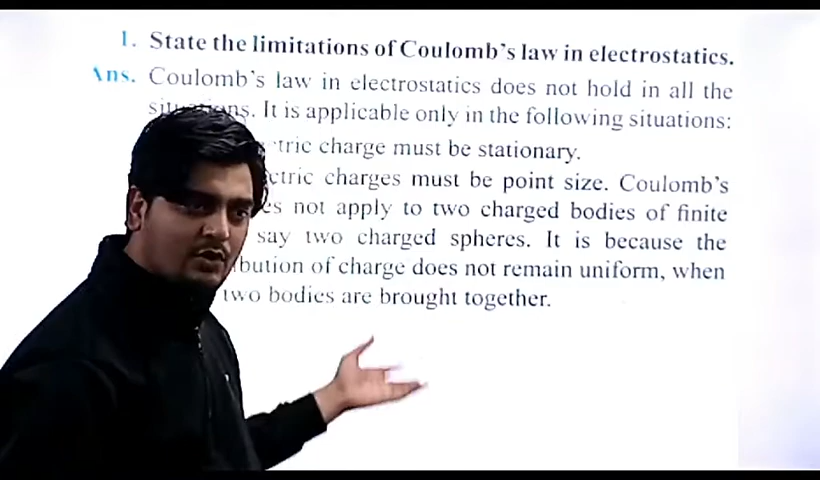 1. State the limitations of Coulomb's law in electrostatics.
Ans. Coulomb's law in electrostatics does not hold in all the
situations. It is applicable only in the following situations:
charge must be stationary.
charges must be point size. Coulomb's
not apply to two charged bodies of finite
say two charged spheres. It is because the
of charge does not remain uniform, when
two bodies are brought together.